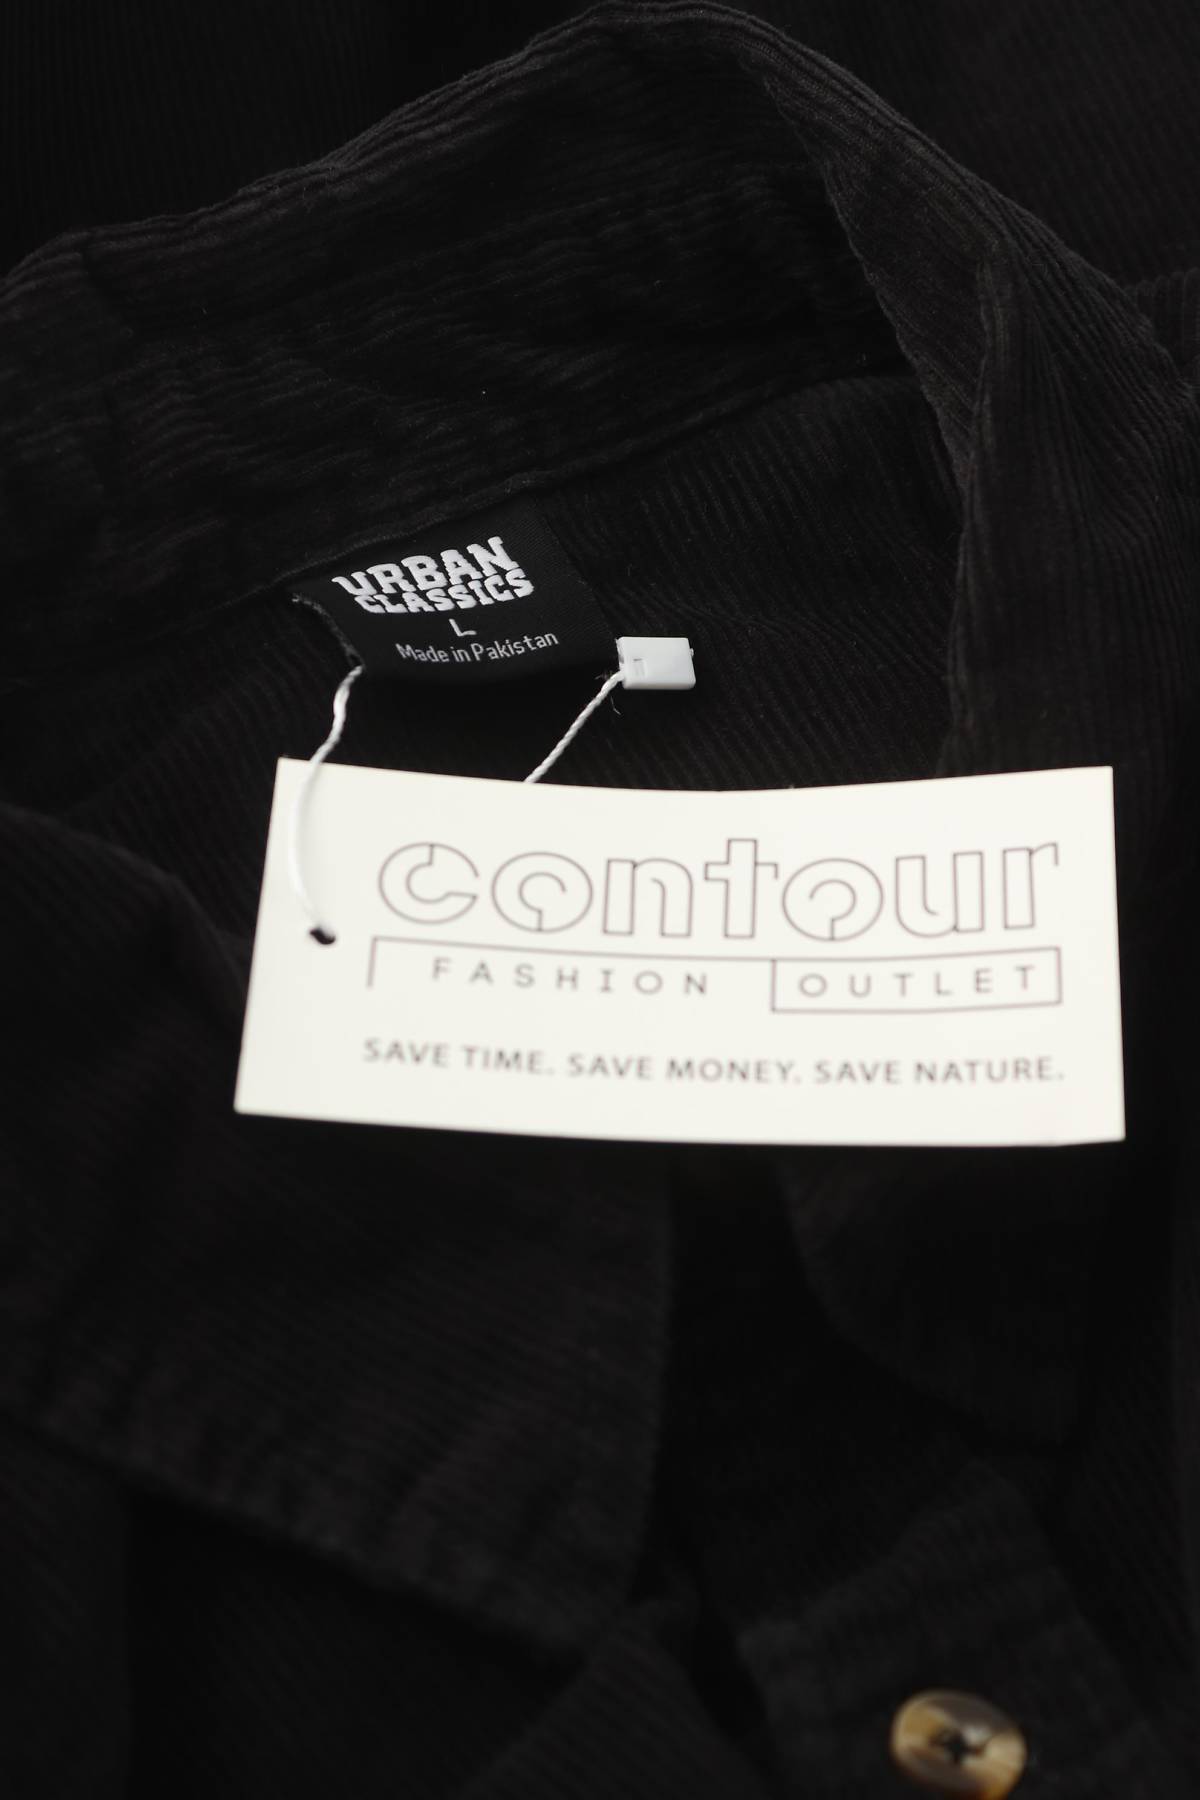 URBAN
CLASSICS
L
Made in Pakistan
contour
FASHION OUTLET
SAVE TIME. SAVE MONEY. SAVE NATURE.